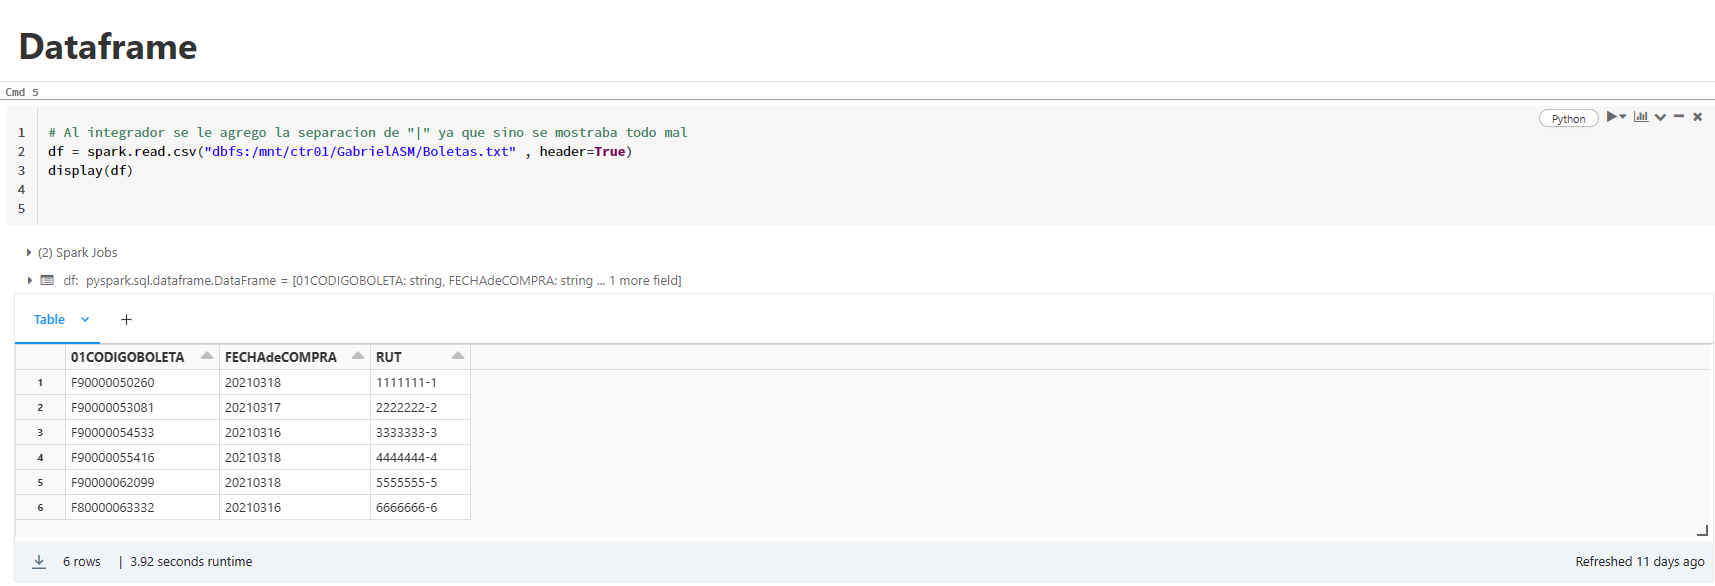 Dataframe
Cmd 5
Python
1 # Al integrador se le agrego la separacion de "|" ya que sino se mostraba todo mal
2 df = spark.read.csv("dbfs:/mnt/ctr01/GabrielASM/Boletas.txt" , header=True)
3 display(df)
4
5
(2) Spark Jobs
df: pyspark.sql.dataframe.DataFrame = [01CODIGOBOLETA: string, FECHAdeCOMPRA: string ... 1 more field]
Table +
01CODIGOBOLETA FECHAdeCOMPRA RUT
1 F90000050260 20210318 1111111-1
2 F90000053081 20210317 2222222-2
3 F90000054533 20210316 3333333-3
4 F90000055416 20210318 4444444-4
5 F90000062099 20210318 5555555-5
6 F80000063332 20210316 6666666-6
6 rows | 3.92 seconds runtime Refreshed 11 days ago